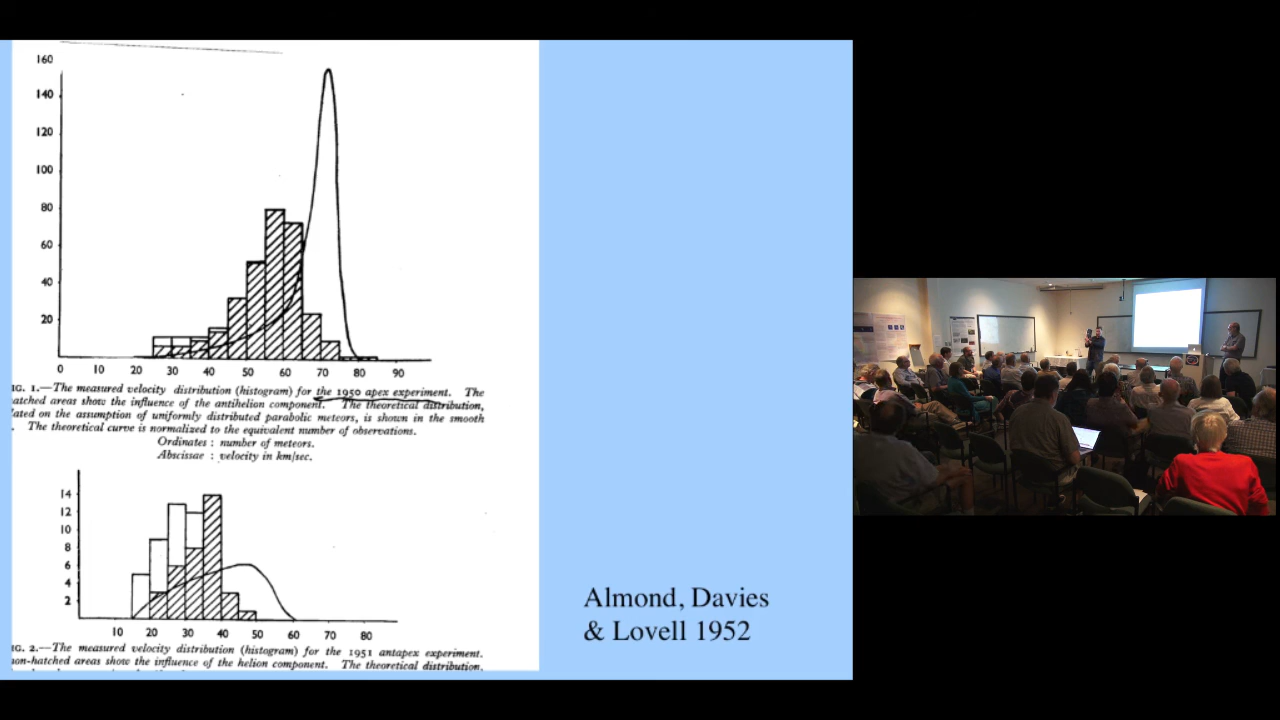 160
140
120
100
80
60
40
20
0 10 20 30 40 50 60 70 80 90
IG. 1.—The measured velocity distribution (histogram) for the 1950 apex experiment. The
atched areas show the influence of the antihelion component. The theoretical distribution,
lated on the assumption of uniformly distributed parabolic meteors, is shown in the smooth
. The theoretical curve is normalized to the equivalent number of observations.
Ordinates : number of meteors.
Abscissae : velocity in km/sec.
14
12
10
8
6
4
2
10 20 30 40 50 60 70 80
IG. 2.—The measured velocity distribution (histogram) for the 1951 antapex experiment.
non-hatched areas show the influence of the helion component. The theoretical distribution,
Almond, Davies
& Lovell 1952